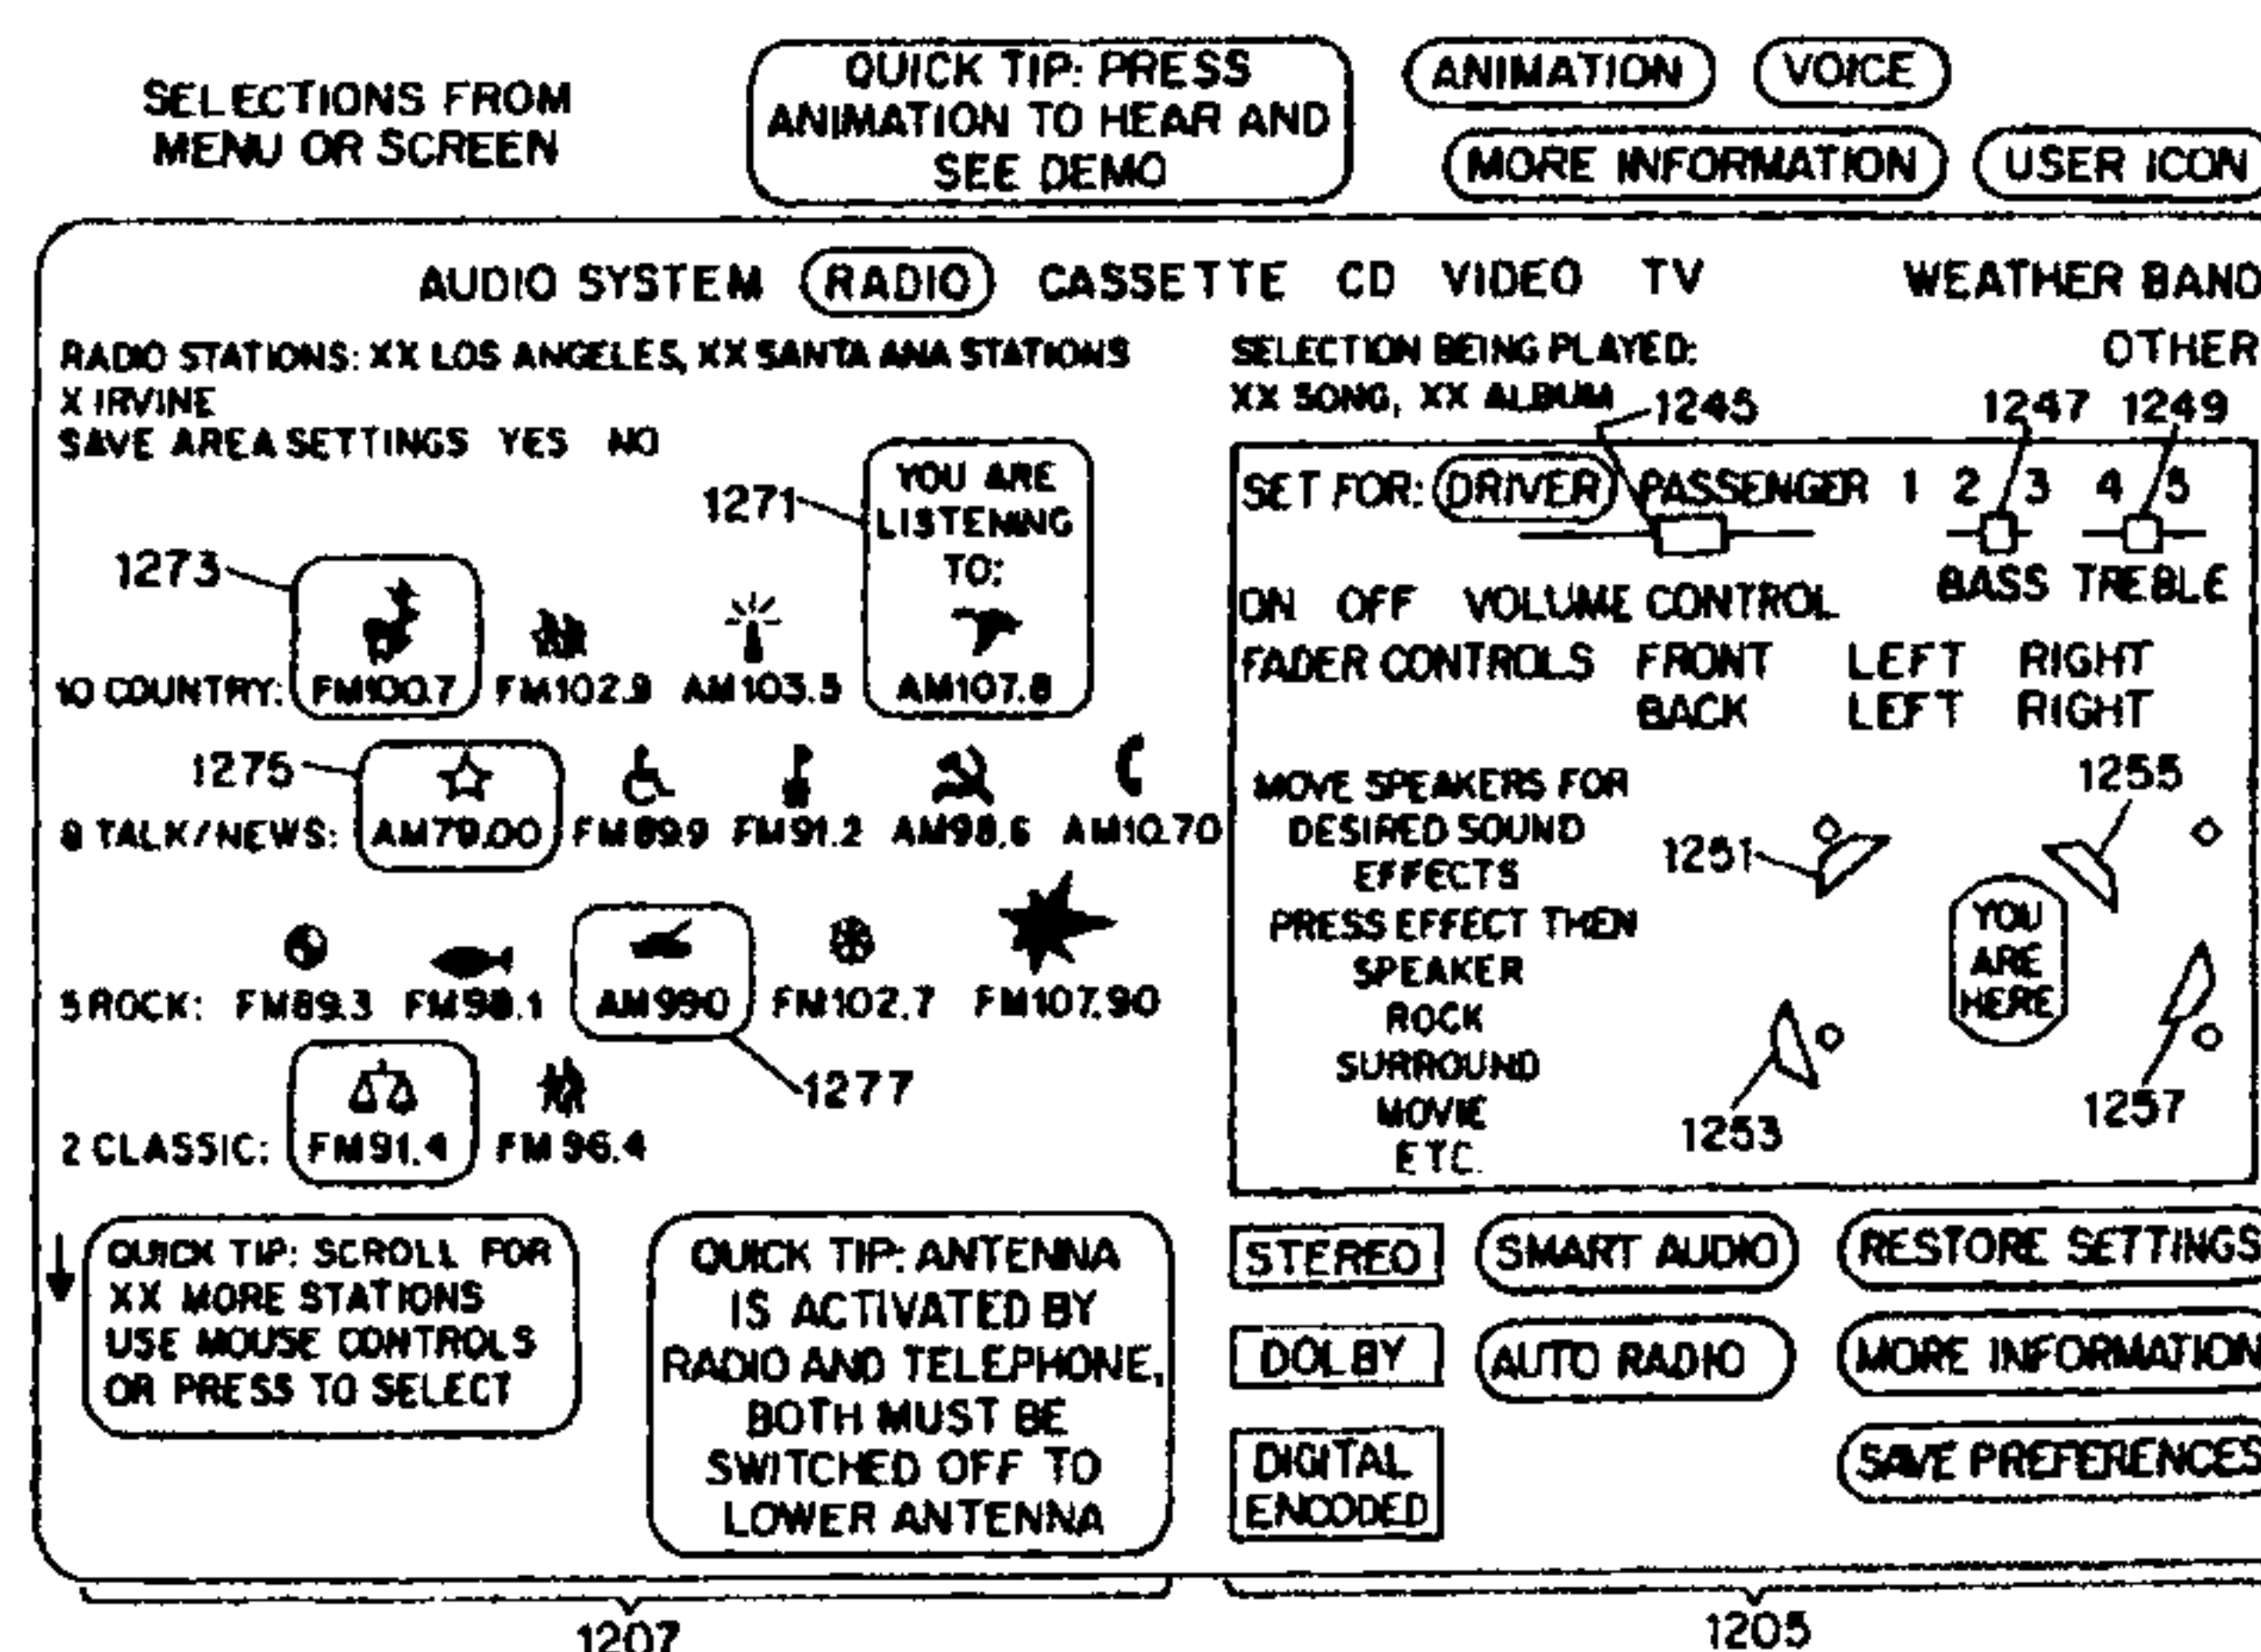 SELECTIONS FROM
MENU OR SCREEN
QUICK TIP: PRESS
ANIMATION TO HEAR AND
SEE DEMO
ANIMATION VOICE
MORE INFORMATION USER ICON
AUDIO SYSTEM RADIO CASSETTE CD VIDEO TV WEATHER BAND
OTHER
RADIO STATIONS: XX LOS ANGELES, XX SANTA ANA STATIONS
X IRVINE
SAVE AREA SETTINGS YES NO
1271
YOU ARE
LISTENING
TO:
1273
10 COUNTRY: FM100.7 FM102.9 AM103.5 AM107.8
1275
8 TALK/NEWS: AM79.00 FM89.9 FM91.2 AM98.6 AM10.70
5 ROCK: FM89.3 FM98.1 AM990 FM102.7 FM107.90
1277
2 CLASSIC: FM91.4 FM96.4
QUICK TIP: SCROLL FOR
XX MORE STATIONS
USE MOUSE CONTROLS
OR PRESS TO SELECT
QUICK TIP: ANTENNA
IS ACTIVATED BY
RADIO AND TELEPHONE,
BOTH MUST BE
SWITCHED OFF TO
LOWER ANTENNA
1207
SELECTION BEING PLAYED:
XX SONG, XX ALBUM
1245 1247 1249
SET FOR: DRIVER PASSENGER 1 2 3 4 5
BASS TREBLE
ON OFF VOLUME CONTROL
FADER CONTROLS FRONT LEFT RIGHT
BACK LEFT RIGHT
MOVE SPEAKERS FOR
DESIRED SOUND
EFFECTS
PRESS EFFECT THEN
SPEAKER
ROCK
SURROUND
MOVIE
ETC.
1251
1255
YOU
ARE
HERE
1253
1257
STEREO SMART AUDIO RESTORE SETTINGS
DOLBY AUTO RADIO MORE INFORMATION
DIGITAL
ENCODED
SAVE PREFERENCES
1205